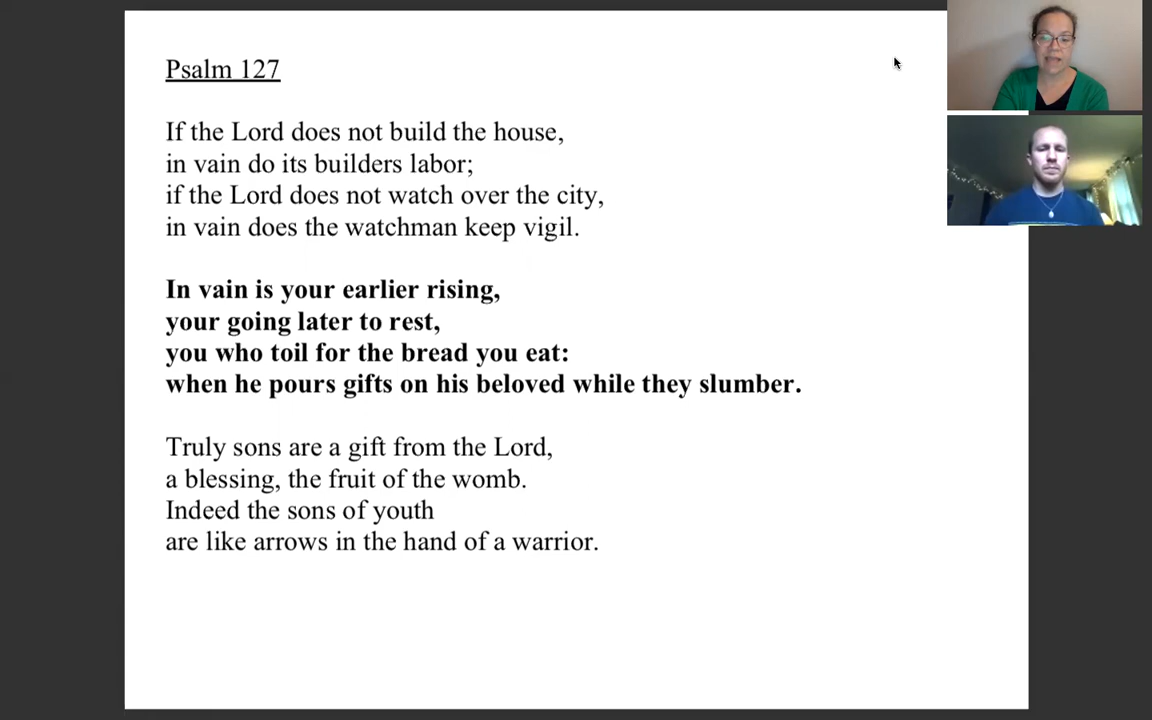 Psalm 127
If the Lord does not build the house,
in vain do its builders labor;
if the Lord does not watch over the city,
in vain does the watchman keep vigil.
In vain is your earlier rising,
your going later to rest,
you who toil for the bread you eat:
when he pours gifts on his beloved while they slumber.
Truly sons are a gift from the Lord,
a blessing, the fruit of the womb.
Indeed the sons of youth
are like arrows in the hand of a warrior.